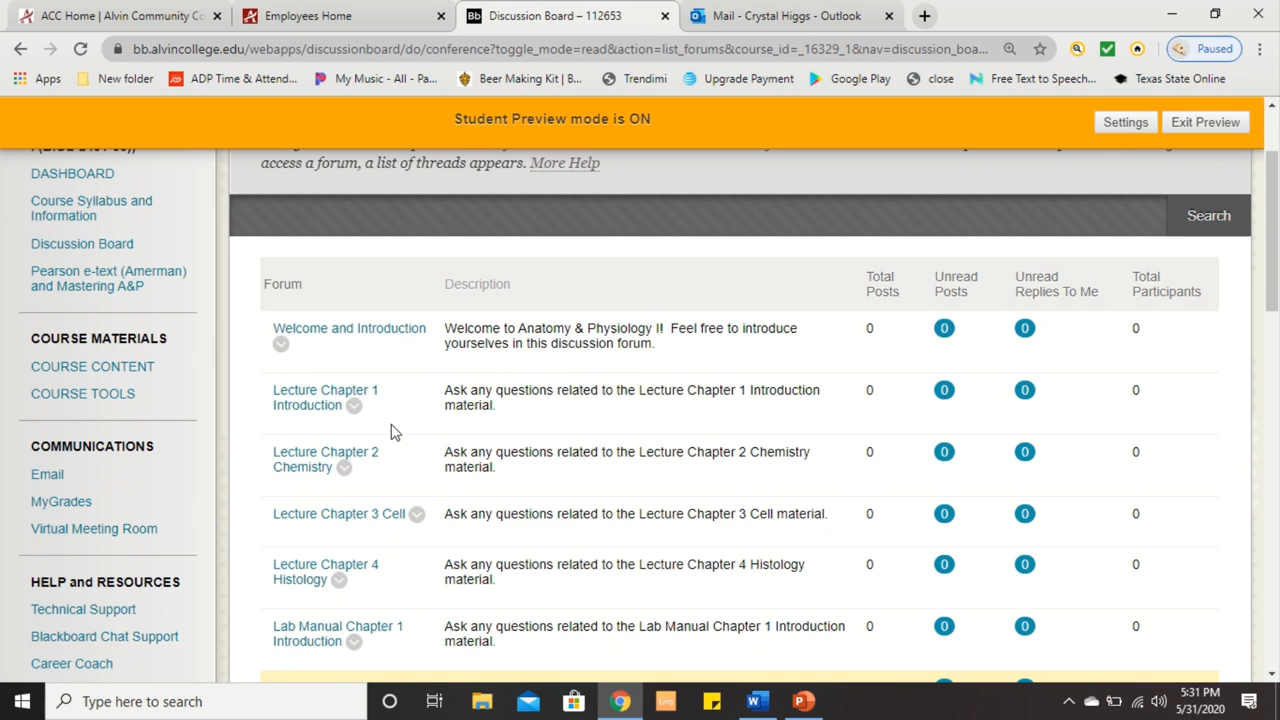 ACC Home | Alvin Community Co
Employees Home
Bb Discussion Board – 112653
Mail - Crystal Higgs - Outlook
bb.alvincollege.edu/webapps/discussionboard/do/conference?toggle_mode=read&action=list_forums&course_id=_16329_1&nav=discussion_boa...
Paused
Apps
New folder
ADP Time & Attend...
My Music - All - Pa...
Beer Making Kit | B...
Trendimi
Upgrade Payment
Google Play
close
Free Text to Speech...
Texas State Online
Student Preview mode is ON
Settings
Exit Preview
access a forum, a list of threads appears. More Help
Search
DASHBOARD
Course Syllabus and
Information
Discussion Board
Pearson e-text (Amerman)
and Mastering A&P
COURSE MATERIALS
COURSE CONTENT
COURSE TOOLS
COMMUNICATIONS
Email
MyGrades
Virtual Meeting Room
HELP and RESOURCES
Technical Support
Blackboard Chat Support
Career Coach
Forum
Description
Total
Posts
Unread
Posts
Unread
Replies To Me
Total
Participants
Welcome and Introduction
Welcome to Anatomy & Physiology I! Feel free to introduce
yourselves in this discussion forum.
0 0 0 0
Lecture Chapter 1
Introduction
Ask any questions related to the Lecture Chapter 1 Introduction
material.
0 0 0 0
Lecture Chapter 2
Chemistry
Ask any questions related to the Lecture Chapter 2 Chemistry
material.
0 0 0 0
Lecture Chapter 3 Cell
Ask any questions related to the Lecture Chapter 3 Cell material.
0 0 0 0
Lecture Chapter 4
Histology
Ask any questions related to the Lecture Chapter 4 Histology
material.
0 0 0 0
Lab Manual Chapter 1
Introduction
Ask any questions related to the Lab Manual Chapter 1 Introduction
material.
0 0 0 0
Type here to search
5:31 PM
5/31/2020